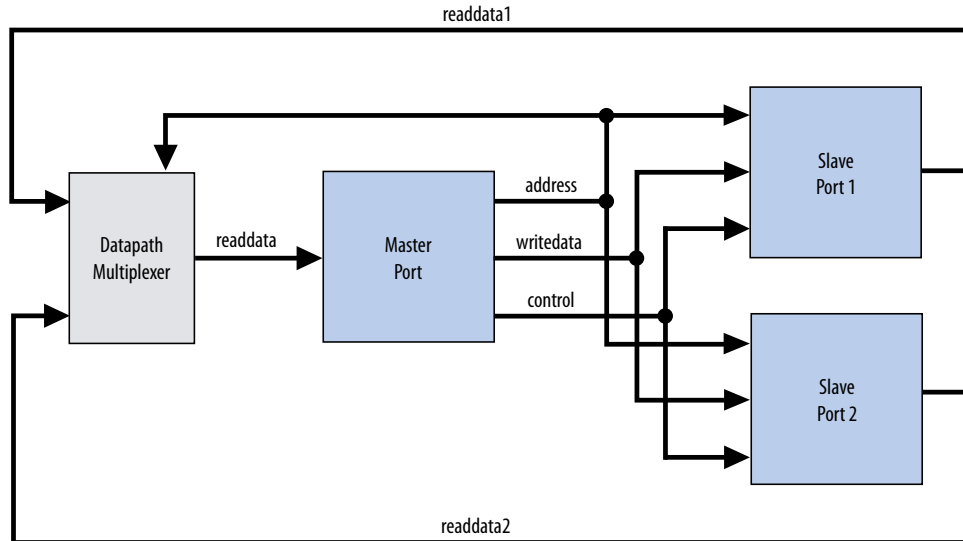 readdata1
Slave
Port 1
address
Datapath
Multiplexer
readdata
Master
Port
writedata
control
Slave
Port 2
readdata2